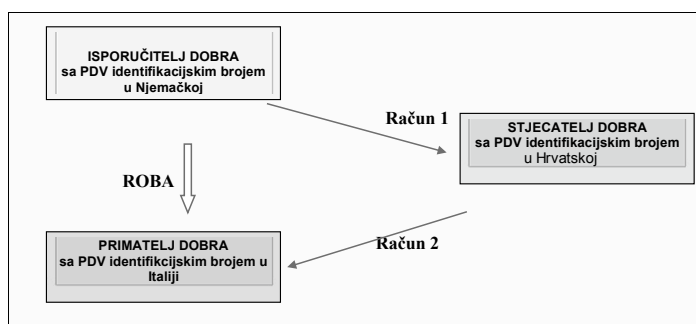 ISPORUČITELJ DOBRA
sa PDV identifikacijskim brojem
u Njemačkoj
Račun 1
STJECATELJ DOBRA
sa PDV identifikacijskim brojem
u Hrvatskoj
ROBA
PRIMATELJ DOBRA
sa PDV identifikcijskim brojem u
Italiji
Račun 2